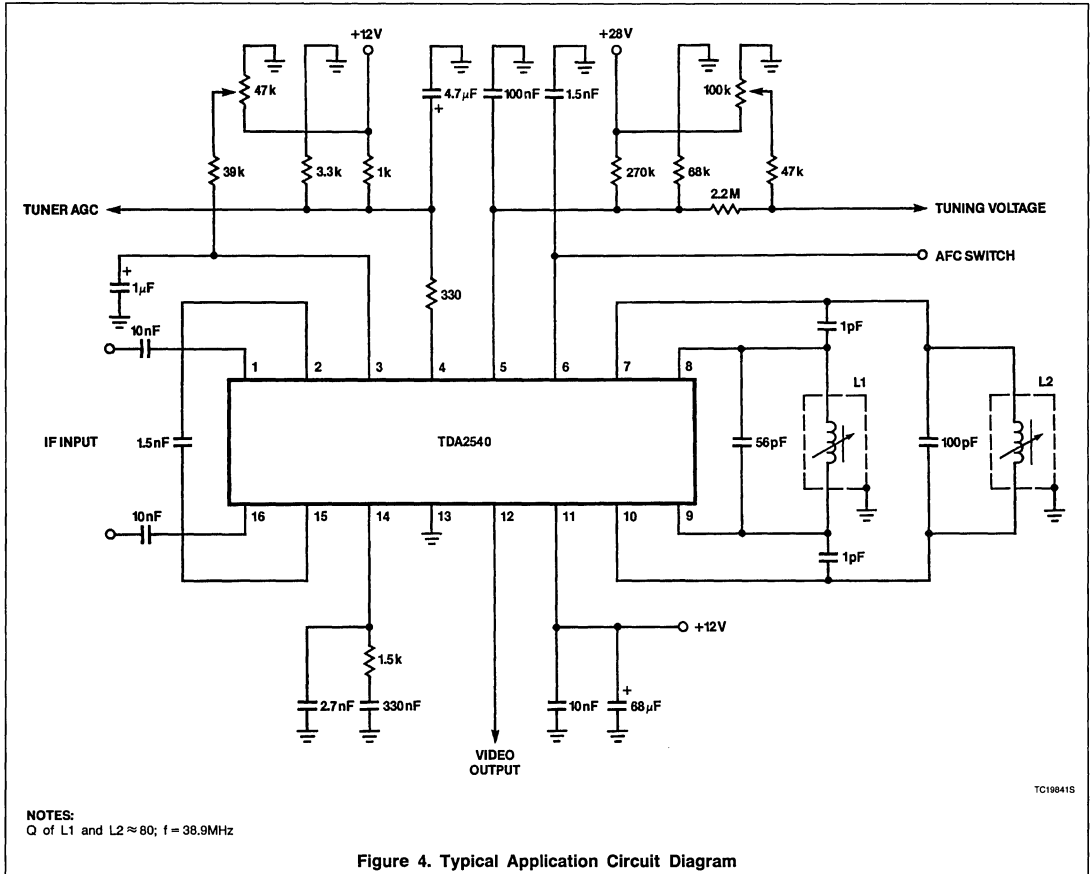 +12V
+28V
47k
4.7μF
+
100nF
1.5nF
100k
39k
3.3k
1k
270k
68k
47k
2.2M
TUNER AGC
TUNING VOLTAGE
AFC SWITCH
+
1μF
330
10nF
1pF
1 2 3 4 5 6 7 8
L1
L2
IF INPUT
1.5nF
TDA2540
56pF
100pF
10nF
16 15 14 13 12 11 10 9
1pF
+12V
1.5k
2.7nF
330nF
10nF
+
68μF
VIDEO
OUTPUT
TC19841S
NOTES:
Q of L1 and L2 ≈ 80; f = 38.9MHz
Figure 4. Typical Application Circuit Diagram